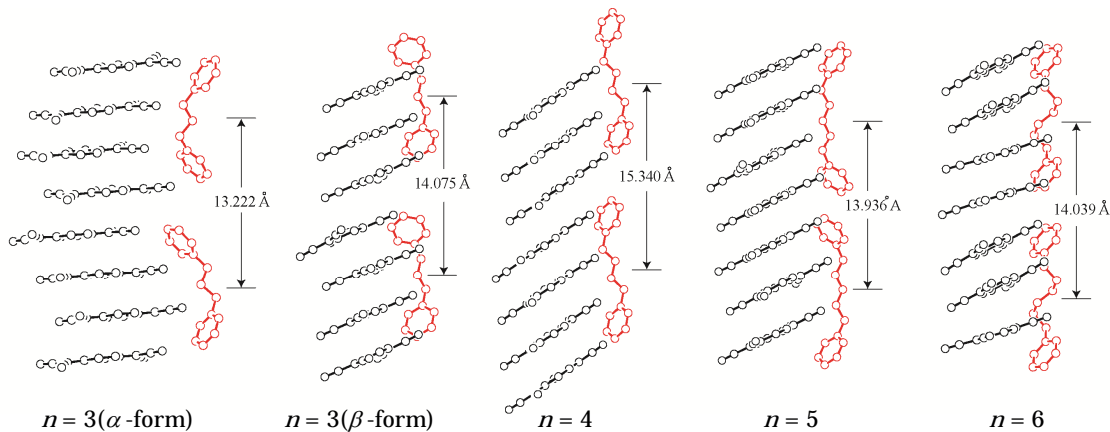 13.222 Å
14.075 Å
15.340 Å
13.936 Å
14.039 Å
n = 3(α -form)
n = 3(β -form)
n = 4
n = 5
n = 6